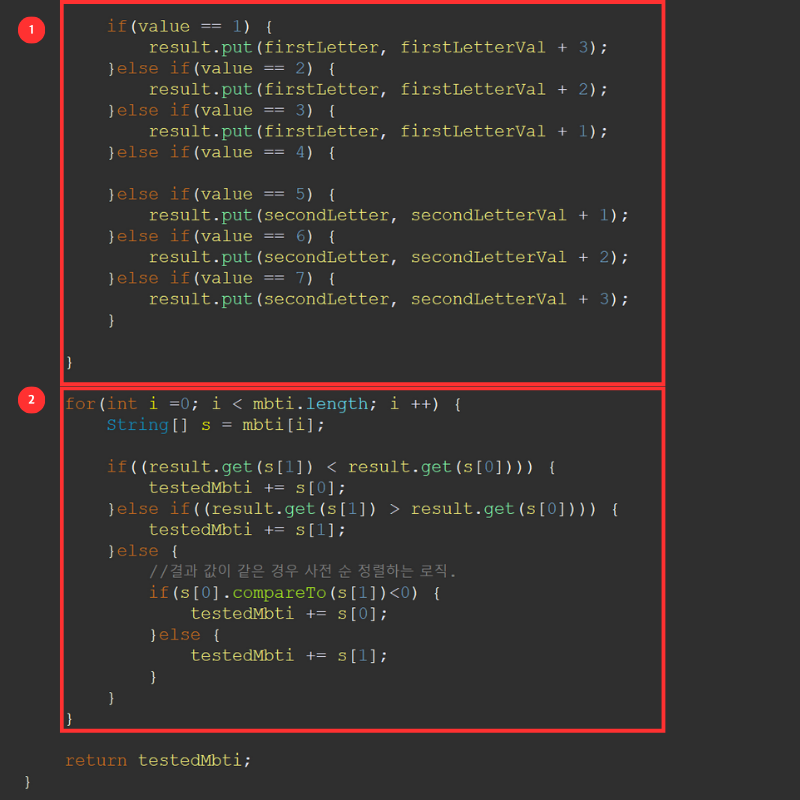 1
if(value == 1) {
result.put(firstLetter, firstLetterVal + 3);
}else if(value == 2) {
result.put(firstLetter, firstLetterVal + 2);
}else if(value == 3) {
result.put(firstLetter, firstLetterVal + 1);
}else if(value == 4) {
}else if(value == 5) {
result.put(secondLetter, secondLetterVal + 1);
}else if(value == 6) {
result.put(secondLetter, secondLetterVal + 2);
}else if(value == 7) {
result.put(secondLetter, secondLetterVal + 3);
}
}
2
for(int i =0; i < mbti.length; i ++) {
String[] s = mbti[i];
if((result.get(s[1]) < result.get(s[0]))) {
testedMbti += s[0];
}else if((result.get(s[1]) > result.get(s[0]))) {
testedMbti += s[1];
}else {
//결과 값이 같은 경우 사전 순 정렬하는 로직.
if(s[0].compareTo(s[1])<0) {
testedMbti += s[0];
}else {
testedMbti += s[1];
}
}
}
return testedMbti;
}